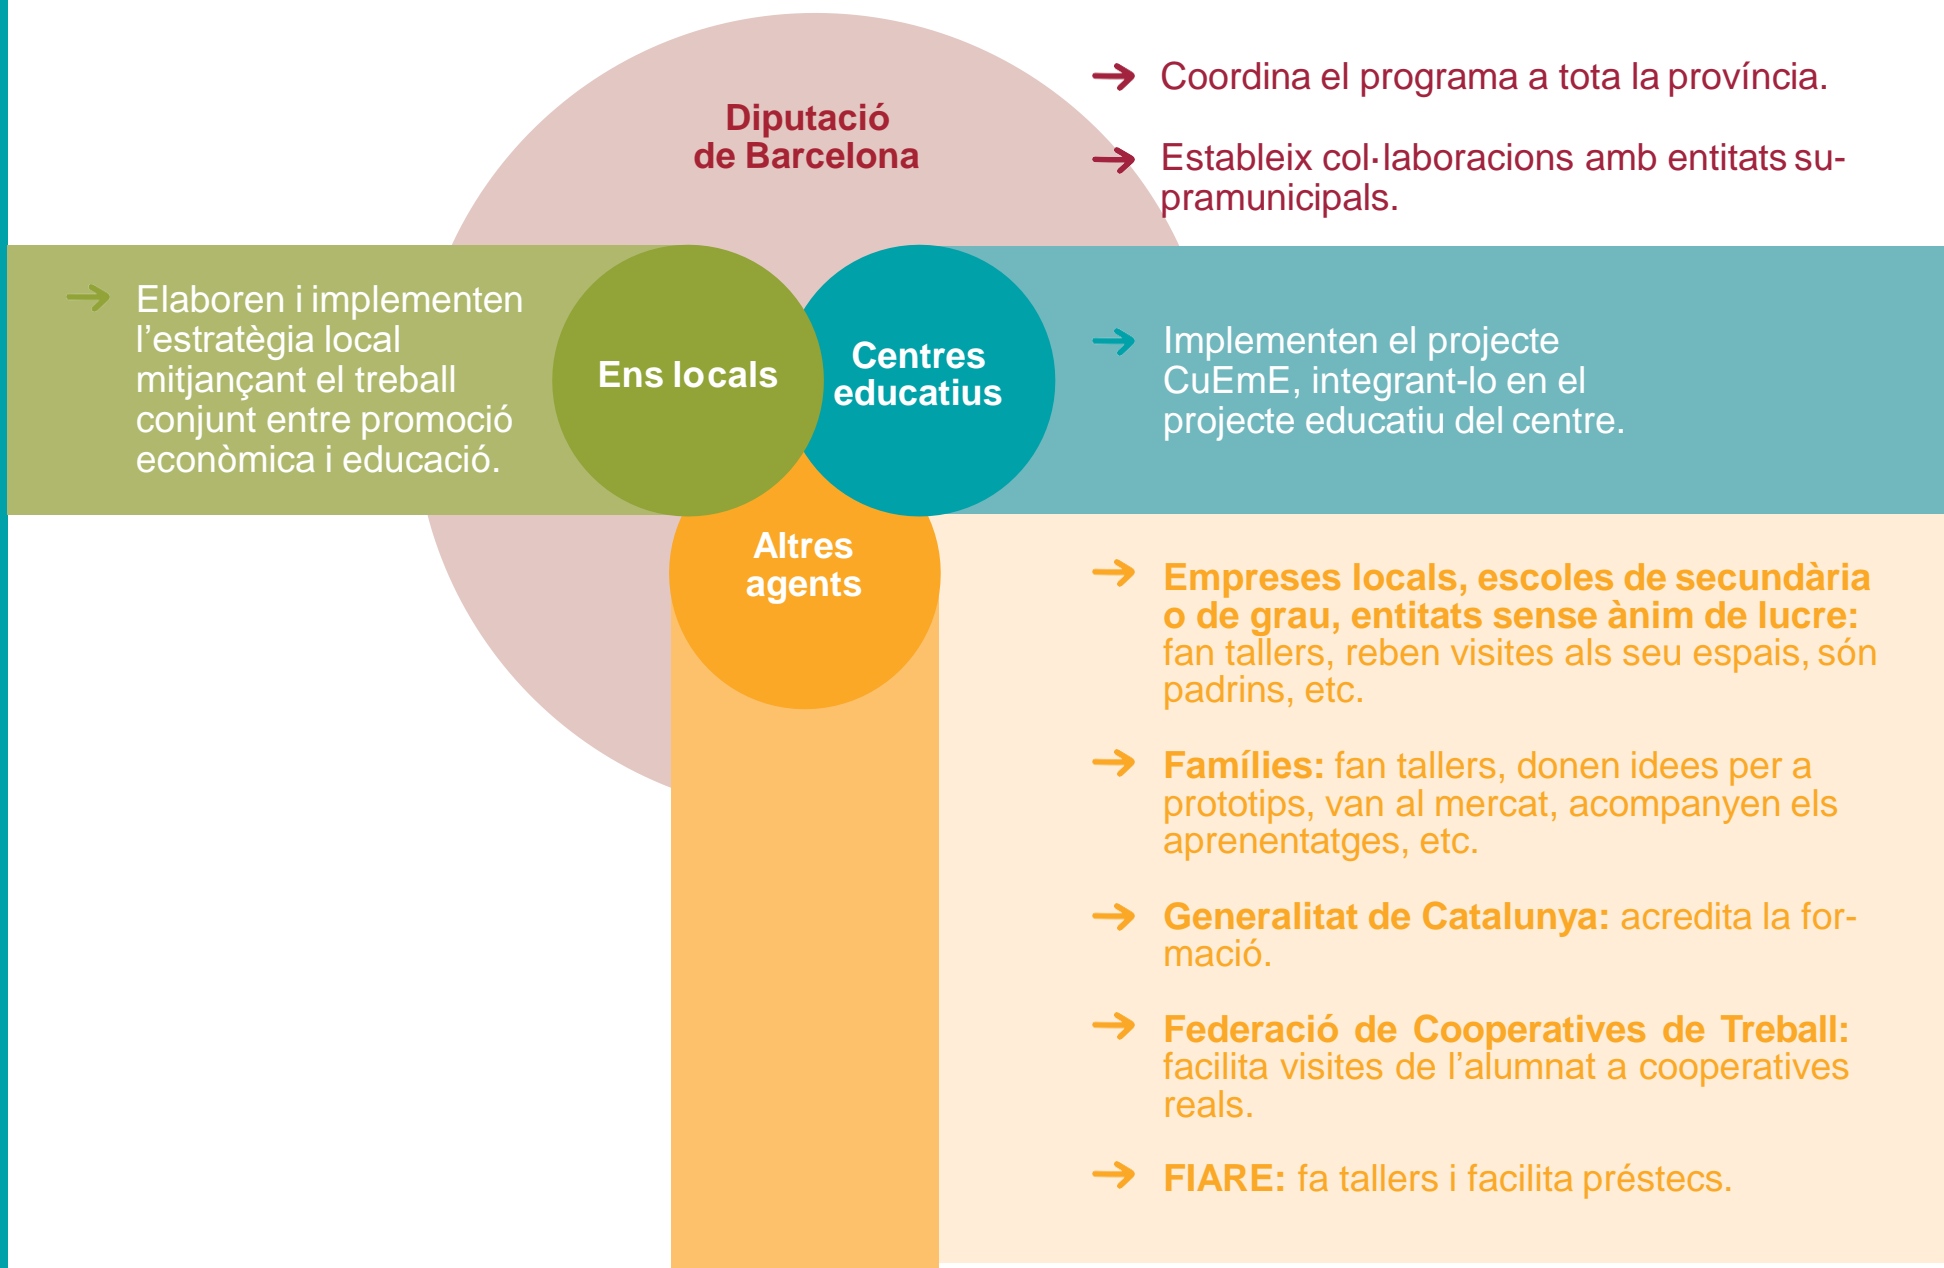 Diputació
de Barcelona
Coordina el programa a tota la província.
Estableix col·laboracions amb entitats su-
pramunicipals.
Elaboren i implementen
l’estratègia local
mitjançant el treball
conjunt entre promoció
econòmica i educació.
Ens locals
Centres
educatius
Implementen el projecte
CuEmE, integrant-lo en el
projecte educatiu del centre.
Altres
agents
Empreses locals, escoles de secundària
o de grau, entitats sense ànim de lucre:
fan tallers, reben visites als seu espais, són
padrins, etc.
Famílies: fan tallers, donen idees per a
prototips, van al mercat, acompanyen els
aprenentatges, etc.
Generalitat de Catalunya: acredita la for-
mació.
Federació de Cooperatives de Treball:
facilita visites de l’alumnat a cooperatives
reals.
FIARE: fa tallers i facilita préstecs.